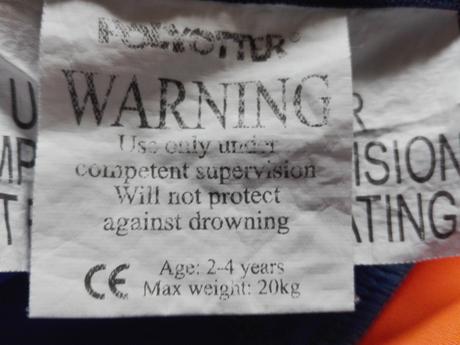 POLYOTTER®
WARNING
Use only under
competent supervision
Will not protect
against drowning
CE Age: 2-4 years
Max weight: 20kg